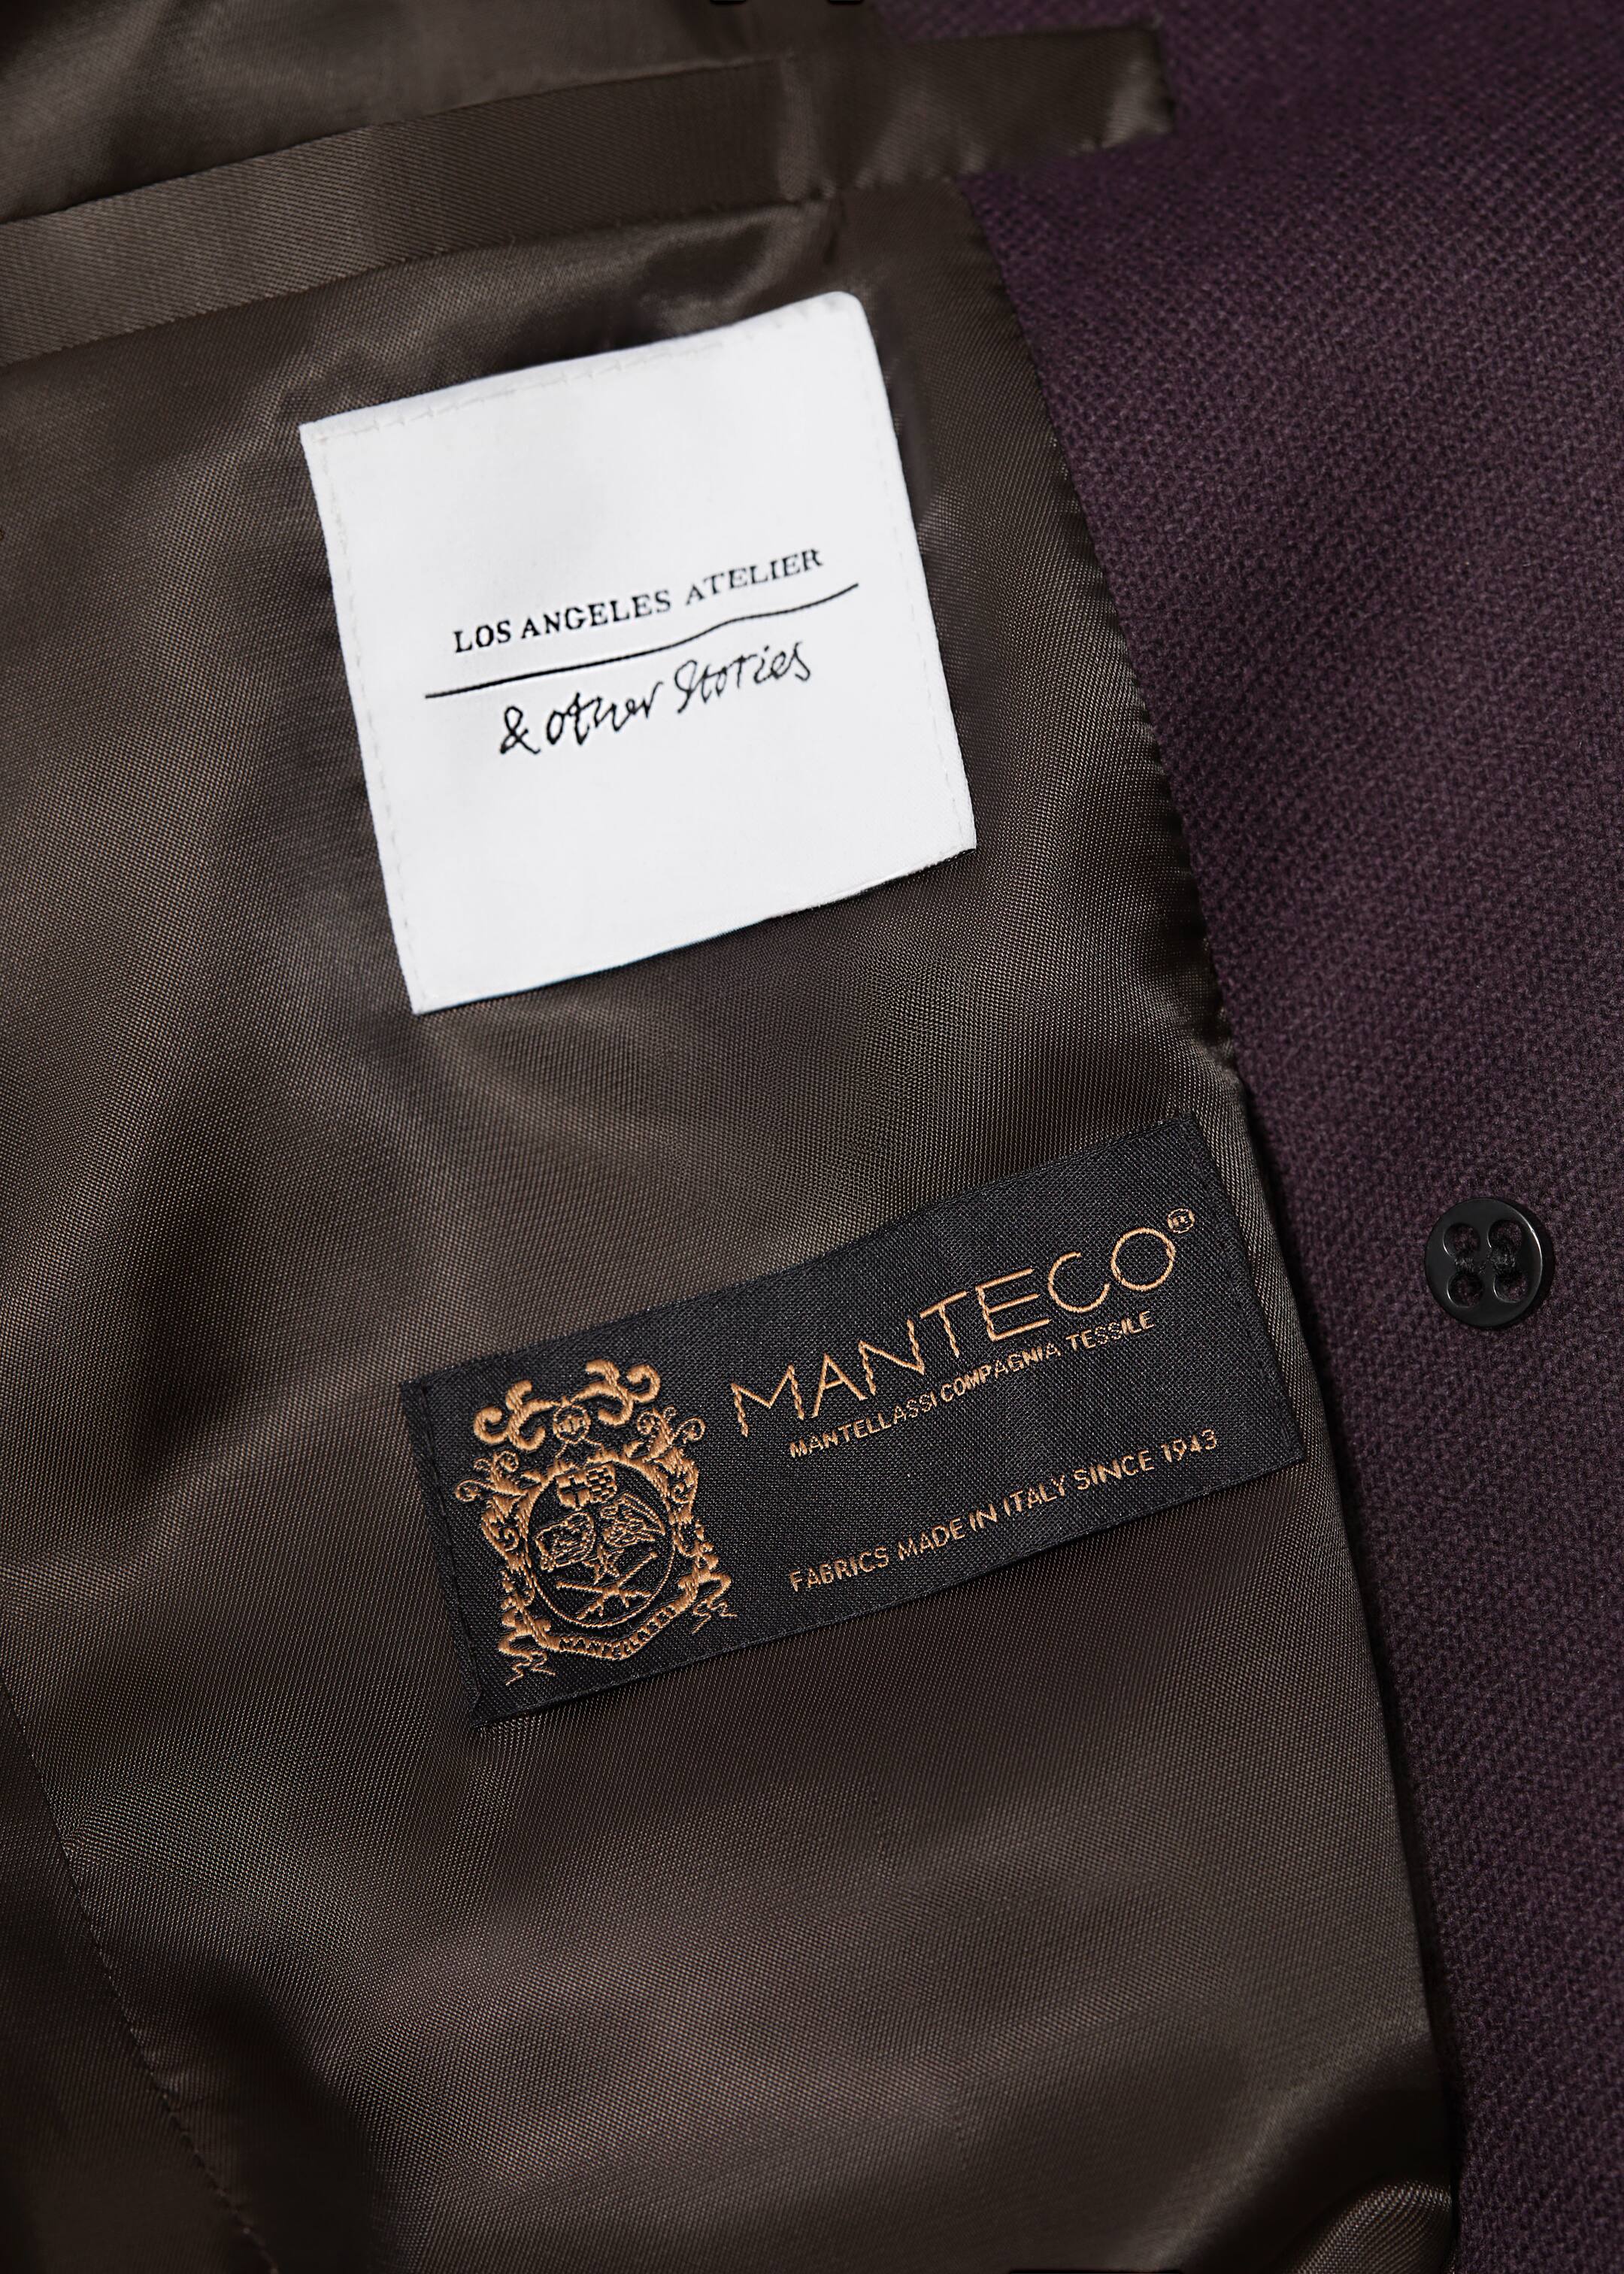 LOS ANGELES ATELIER
& other Stories
MANTECO®
MANTELLASSI COMPAGNIA TESSILE
FABRICS MADE IN ITALY SINCE 1943